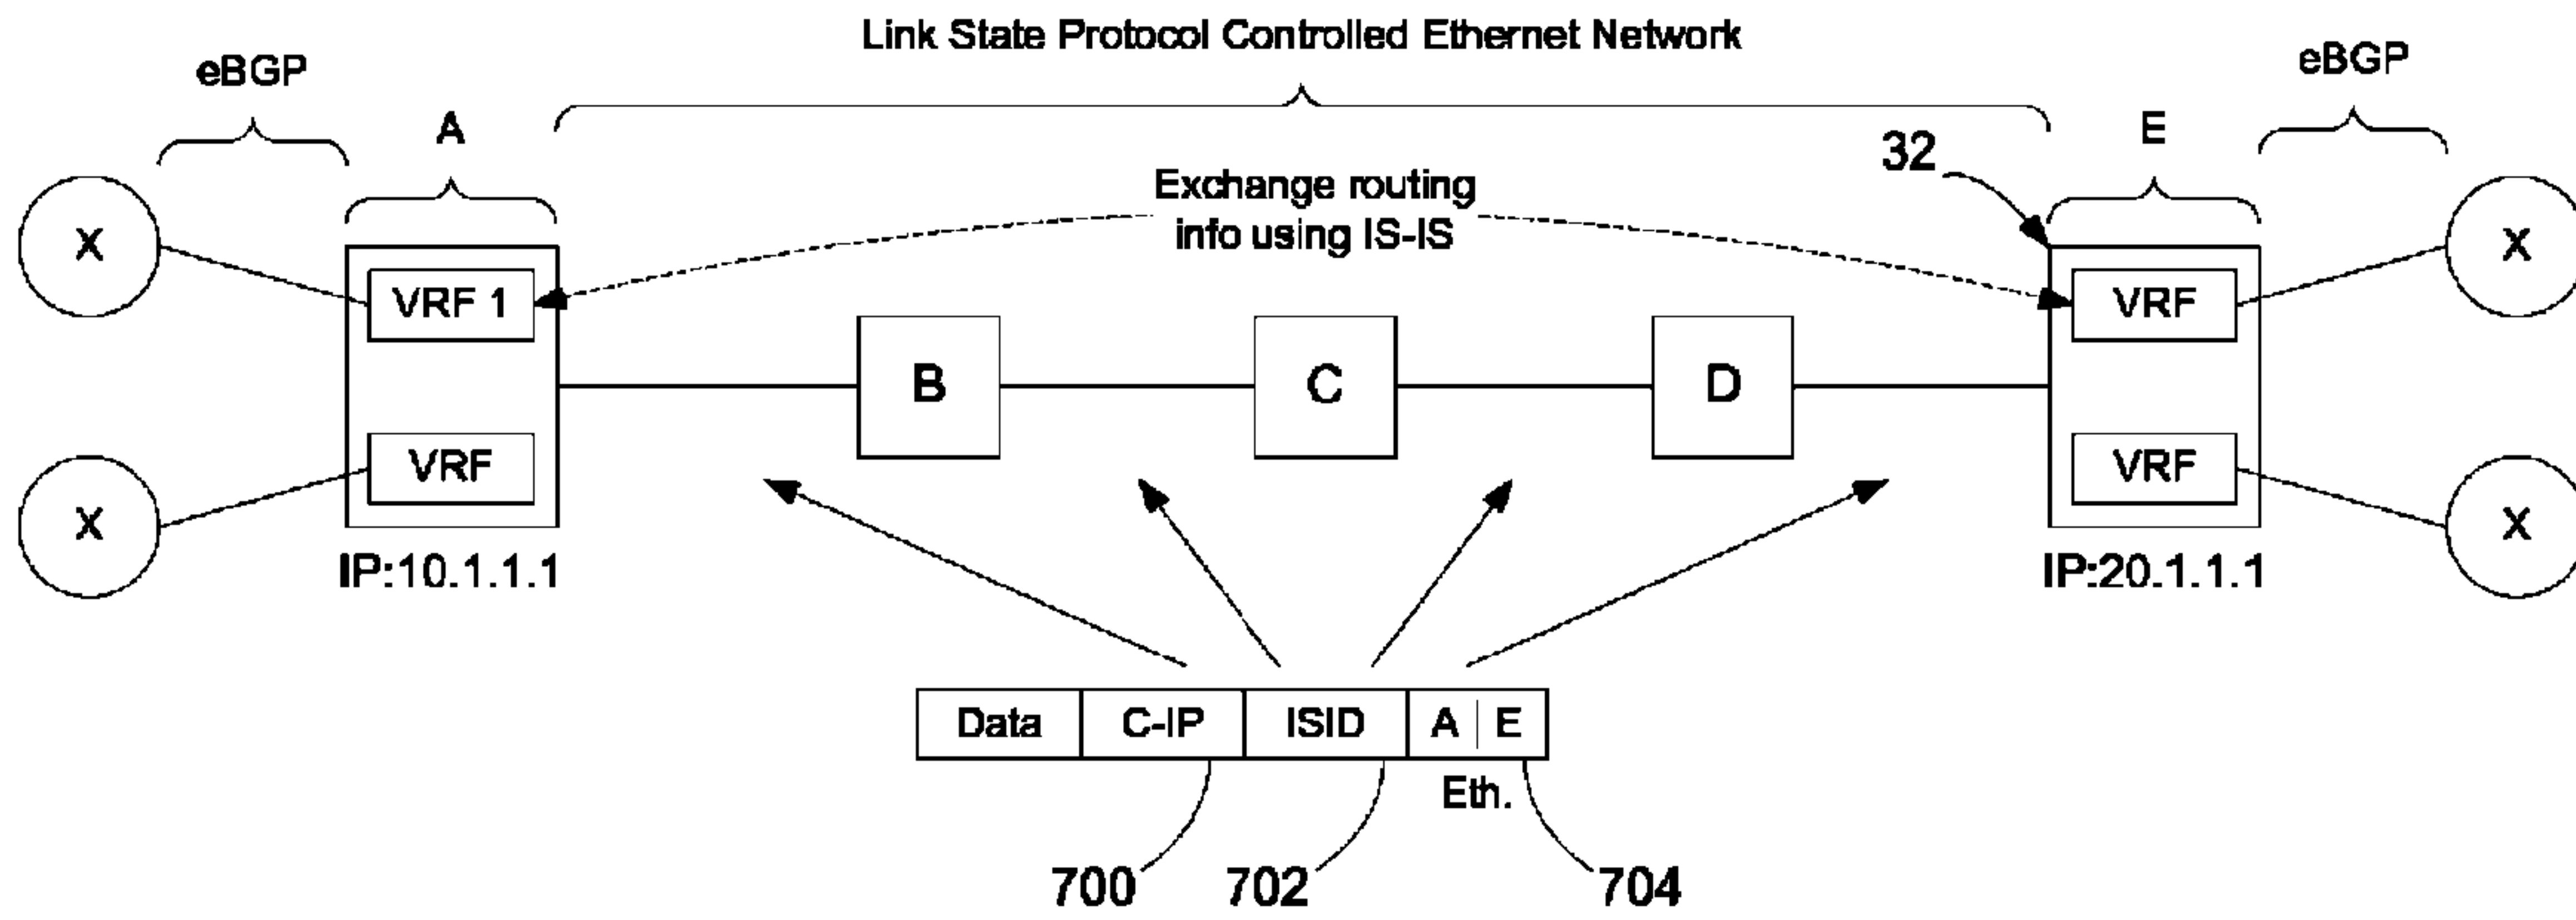 Link State Protocol Controlled Ethernet Network
eBGP
eBGP
A
E
32
Exchange routing
info using IS-IS
X
X
VRF 1
VRF
B
C
D
VRF
VRF
X
X
IP:10.1.1.1
IP:20.1.1.1
Data
C-IP
ISID
A
E
Eth.
700
702
704